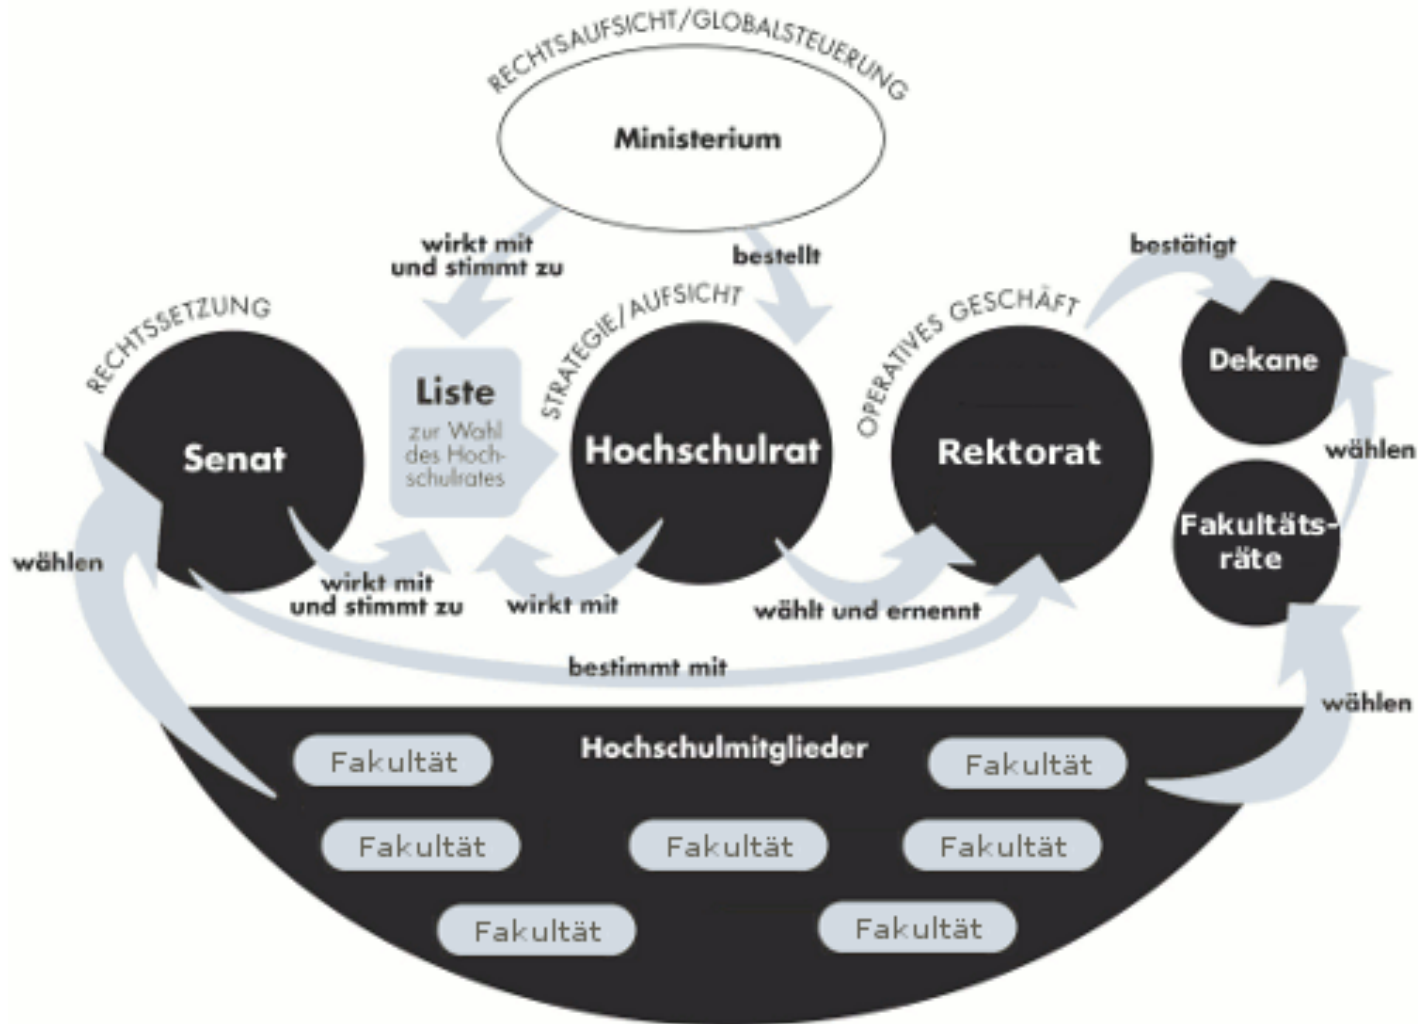 RECHTSAUFSICHT/GLOBALSTEUERUNG
Ministerium
wirkt mit
und stimmt zu
bestellt
bestätigt
RECHTSSETZUNG
STRATEGIE/AUFSICHT
OPERATIVES GESCHÄFT
Senat
Liste
zur Wahl
des Hoch-
schulrates
Hochschulrat
Rektorat
Dekane
wählen
Fakultäts-
räte
wählen
wirkt mit
und stimmt zu
wirkt mit
wählt und ernennt
bestimmt mit
wählen
Hochschulmitglieder
Fakultät
Fakultät
Fakultät
Fakultät
Fakultät
Fakultät
Fakultät